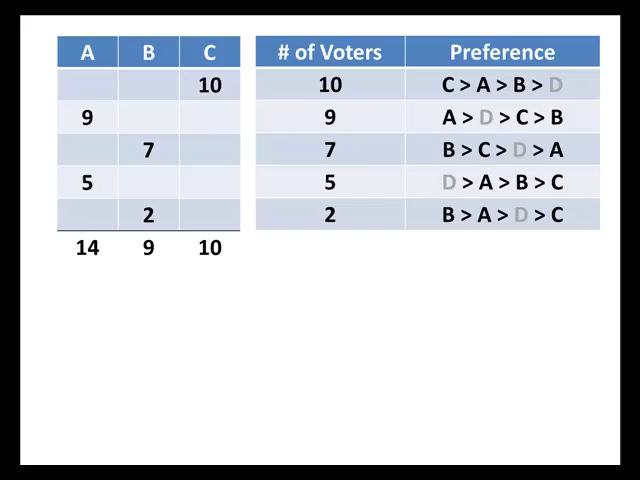 A B C # of Voters Preference
10 10 C > A > B > D
9 9 A > D > C > B
7 7 B > C > D > A
5 5 D > A > B > C
2 2 B > A > D > C
14 9 10